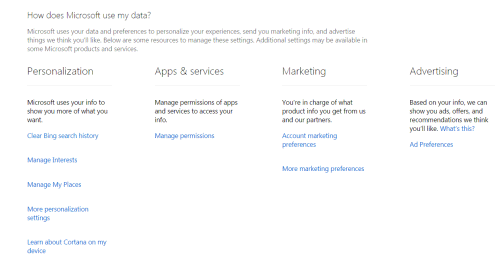 How does Microsoft use my data?
Microsoft uses your data and preferences to personalize your experiences, send you marketing info, and advertise
things we think you'll like. Below are some resources to manage these settings. Additional settings may be available in
some Microsoft products and services.
Personalization
Microsoft uses your info to
show you more of what you
want.
Clear Bing search history
Manage Interests
Manage My Places
More personalization
settings
Learn about Cortana on my
device
Apps & services
Manage permissions of apps
and services to access your
info.
Manage permissions
Marketing
You're in charge of what
product info you get from us
and our partners.
Account marketing
preferences
More marketing preferences
Advertising
Based on your info, we can
show you ads, offers, and
recommendations we think
you'll like. What's this?
Ad Preferences